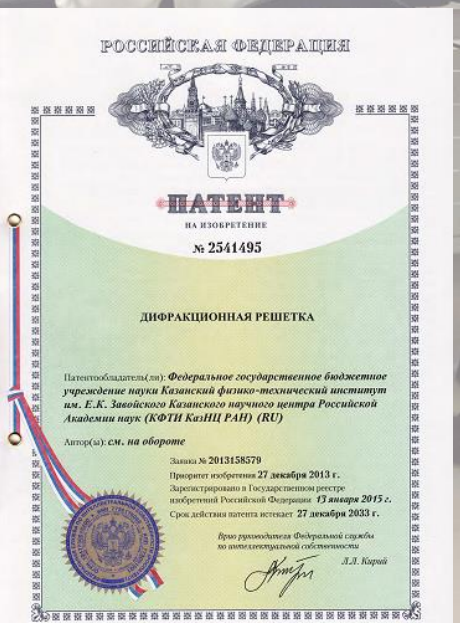 РОССИЙСКАЯ ФЕДЕРАЦИЯ
ПАТЕНТ
НА ИЗОБРЕТЕНИЕ
№ 2541495
ДИФРАКЦИОННАЯ РЕШЕТКА
Патентообладатель(ли): Федеральное государственное бюджетное
учреждение науки Казанский физико-технический институт
им. Е.К. Завойского Казанского научного центра Российской
Академии наук (КФТИ КазНЦ РАН) (RU)
Автор(ы): см. на обороте
Заявка № 2013158579
Приоритет изобретения 27 декабря 2013 г.
Зарегистрировано в Государственном реестре
изобретений Российской Федерации 13 января 2015 г.
Срок действия патента истекает 27 декабря 2033 г.
Врио руководителя Федеральной службы
по интеллектуальной собственности
Л.Л. Кирий